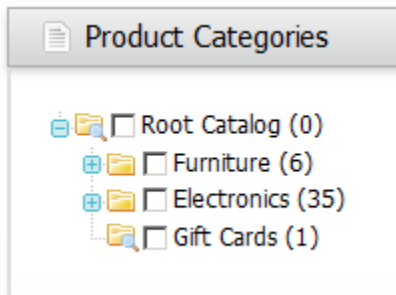 Product Categories
Root Catalog (0)
Furniture (6)
Electronics (35)
Gift Cards (1)